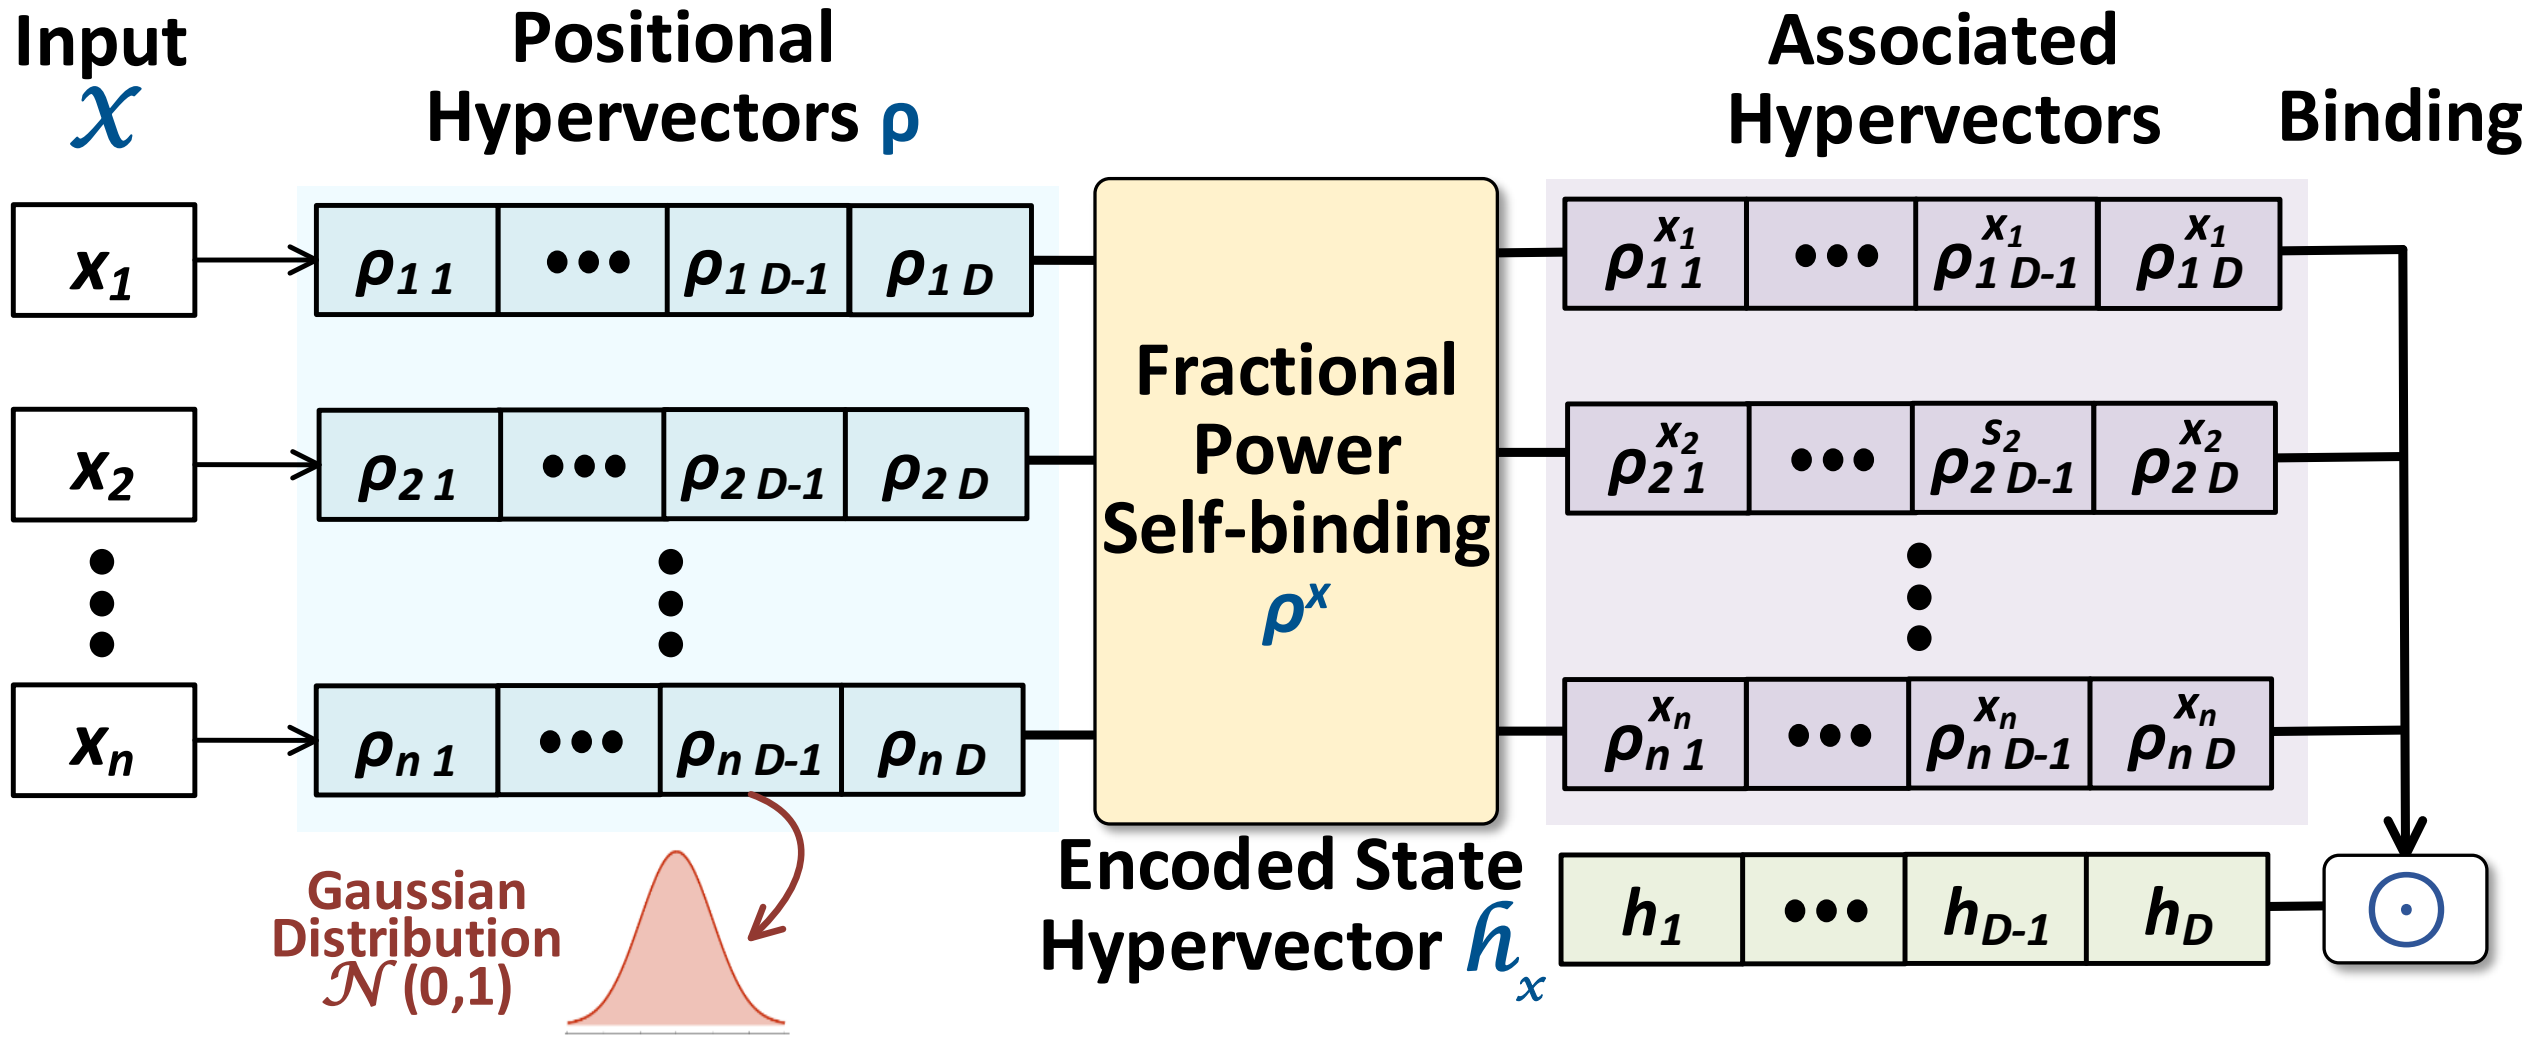 Input
𝒳
Positional
Hypervectors ρ
Associated
Hypervectors
Binding
x₁
ρ₁ ₁ ••• ρ₁ D-1 ρ₁ D
ρ₁ ₁^x₁ ••• ρ₁ D-1^x₁ ρ₁ D^x₁
x₂
ρ₂ ₁ ••• ρ₂ D-1 ρ₂ D
ρ₂ ₁^x₂ ••• ρ₂ D-1^s₂ ρ₂ D^x₂
xₙ
ρn 1 ••• ρn D-1 ρn D
ρn 1^xn ••• ρn D-1^xn ρn D^xn
Fractional
Power
Self-binding
ρˣ
Gaussian
Distribution
𝒩 (0,1)
Encoded State
Hypervector ℏₓ
h₁ ••• hD-1 hD
⊙